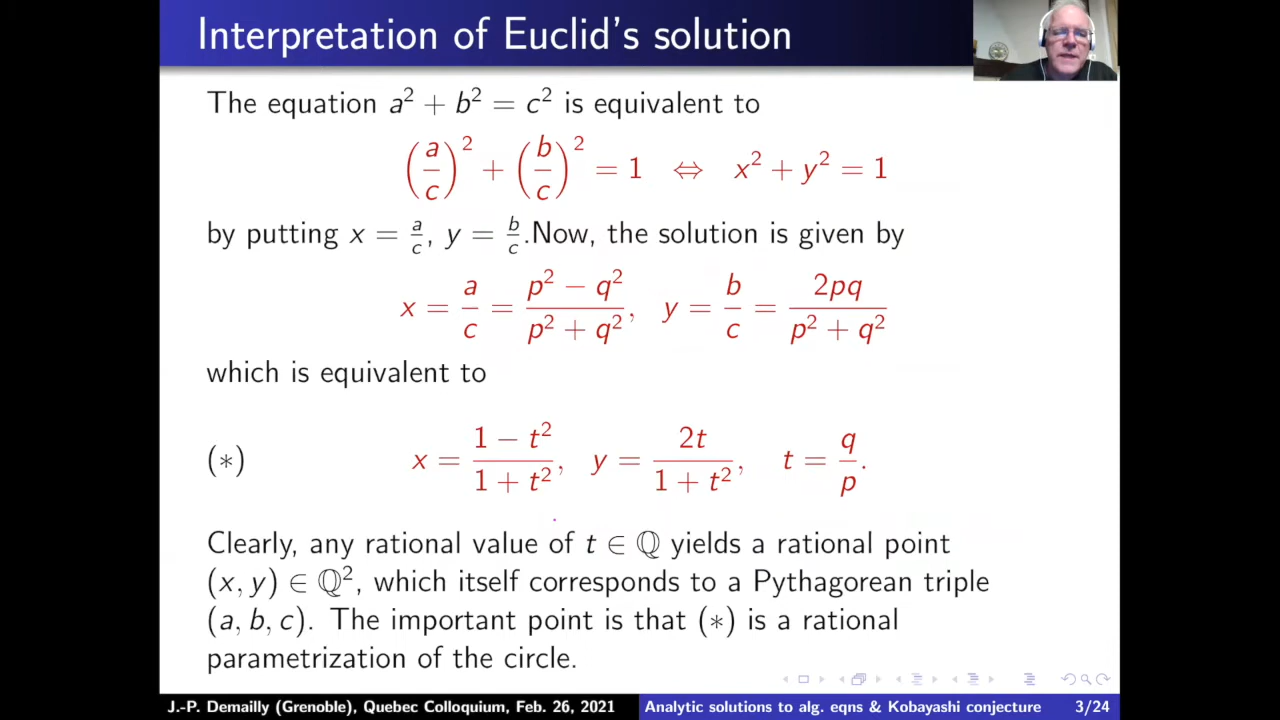 Interpretation of Euclid's solution
The equation a² + b² = c² is equivalent to
(a/c)² + (b/c)² = 1 ⇔ x² + y² = 1
by putting x = a/c, y = b/c.Now, the solution is given by
x = a/c = (p² − q²)/(p² + q²), y = b/c = 2pq/(p² + q²)
which is equivalent to
(∗) x = (1 − t²)/(1 + t²), y = 2t/(1 + t²), t = q/p.
Clearly, any rational value of t ∈ ℚ yields a rational point
(x, y) ∈ ℚ², which itself corresponds to a Pythagorean triple
(a, b, c). The important point is that (∗) is a rational
parametrization of the circle.
J.-P. Demailly (Grenoble), Quebec Colloquium, Feb. 26, 2021 Analytic solutions to alg. eqns & Kobayashi conjecture 3/24